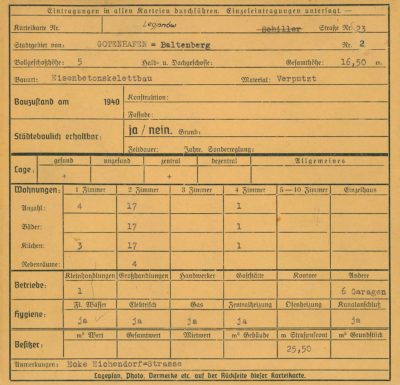 Eintragungen in allen Karteien durchführen. Einzeleintragungen untersagt —
Karteikarte Nr. Legionów Schiller Straße Nr. 23
Stadtgebiet von: GOTENHAFEN = Baltenberg Nr. 2
Vollgeschoßhöhe: 5 Halb- u. Dachgeschosse: Gesamthöhe: 16,50 m.
Bauart: Eisenbetonskelettbau Material: Verputzt
Bauzustand am 1940 Konstruktion:
Fassade:
Städtebaulich erhaltbar: ja / nein. Grund:
Zeitdauer: Jahre. Sonderregelung:
Lage: gesund ungesund zentral dezentral Allgemeines
+ +
Wohnungen: 1 Zimmer 2 Zimmer 3 Zimmer 4 Zimmer 5—10 Zimmer Einzelhaus
Anzahl: 4 17 1
Bäder: 17 1
Küchen: 3 17 1
Nebenräume: 4
Betriebe: Kleinhandlungen Großhandlungen Handwerker Gaststätte Kontore Andere
1 6 Garagen
Hygiene: Fl. Wasser Elektrisch Gas Zentralheizung Ofenheizung Kanalanschluß
ja ja ja ja ja
Besitzer: m² Wert Gesamtwert Mietwert m² Gebäude m Straßenfront m² Grundstück
25,50
Anmerkungen: Ecke Eichendorf=Strasse
Lageplan, Photo, Vermerke etc. auf der Rückseite dieser Karteikarte.